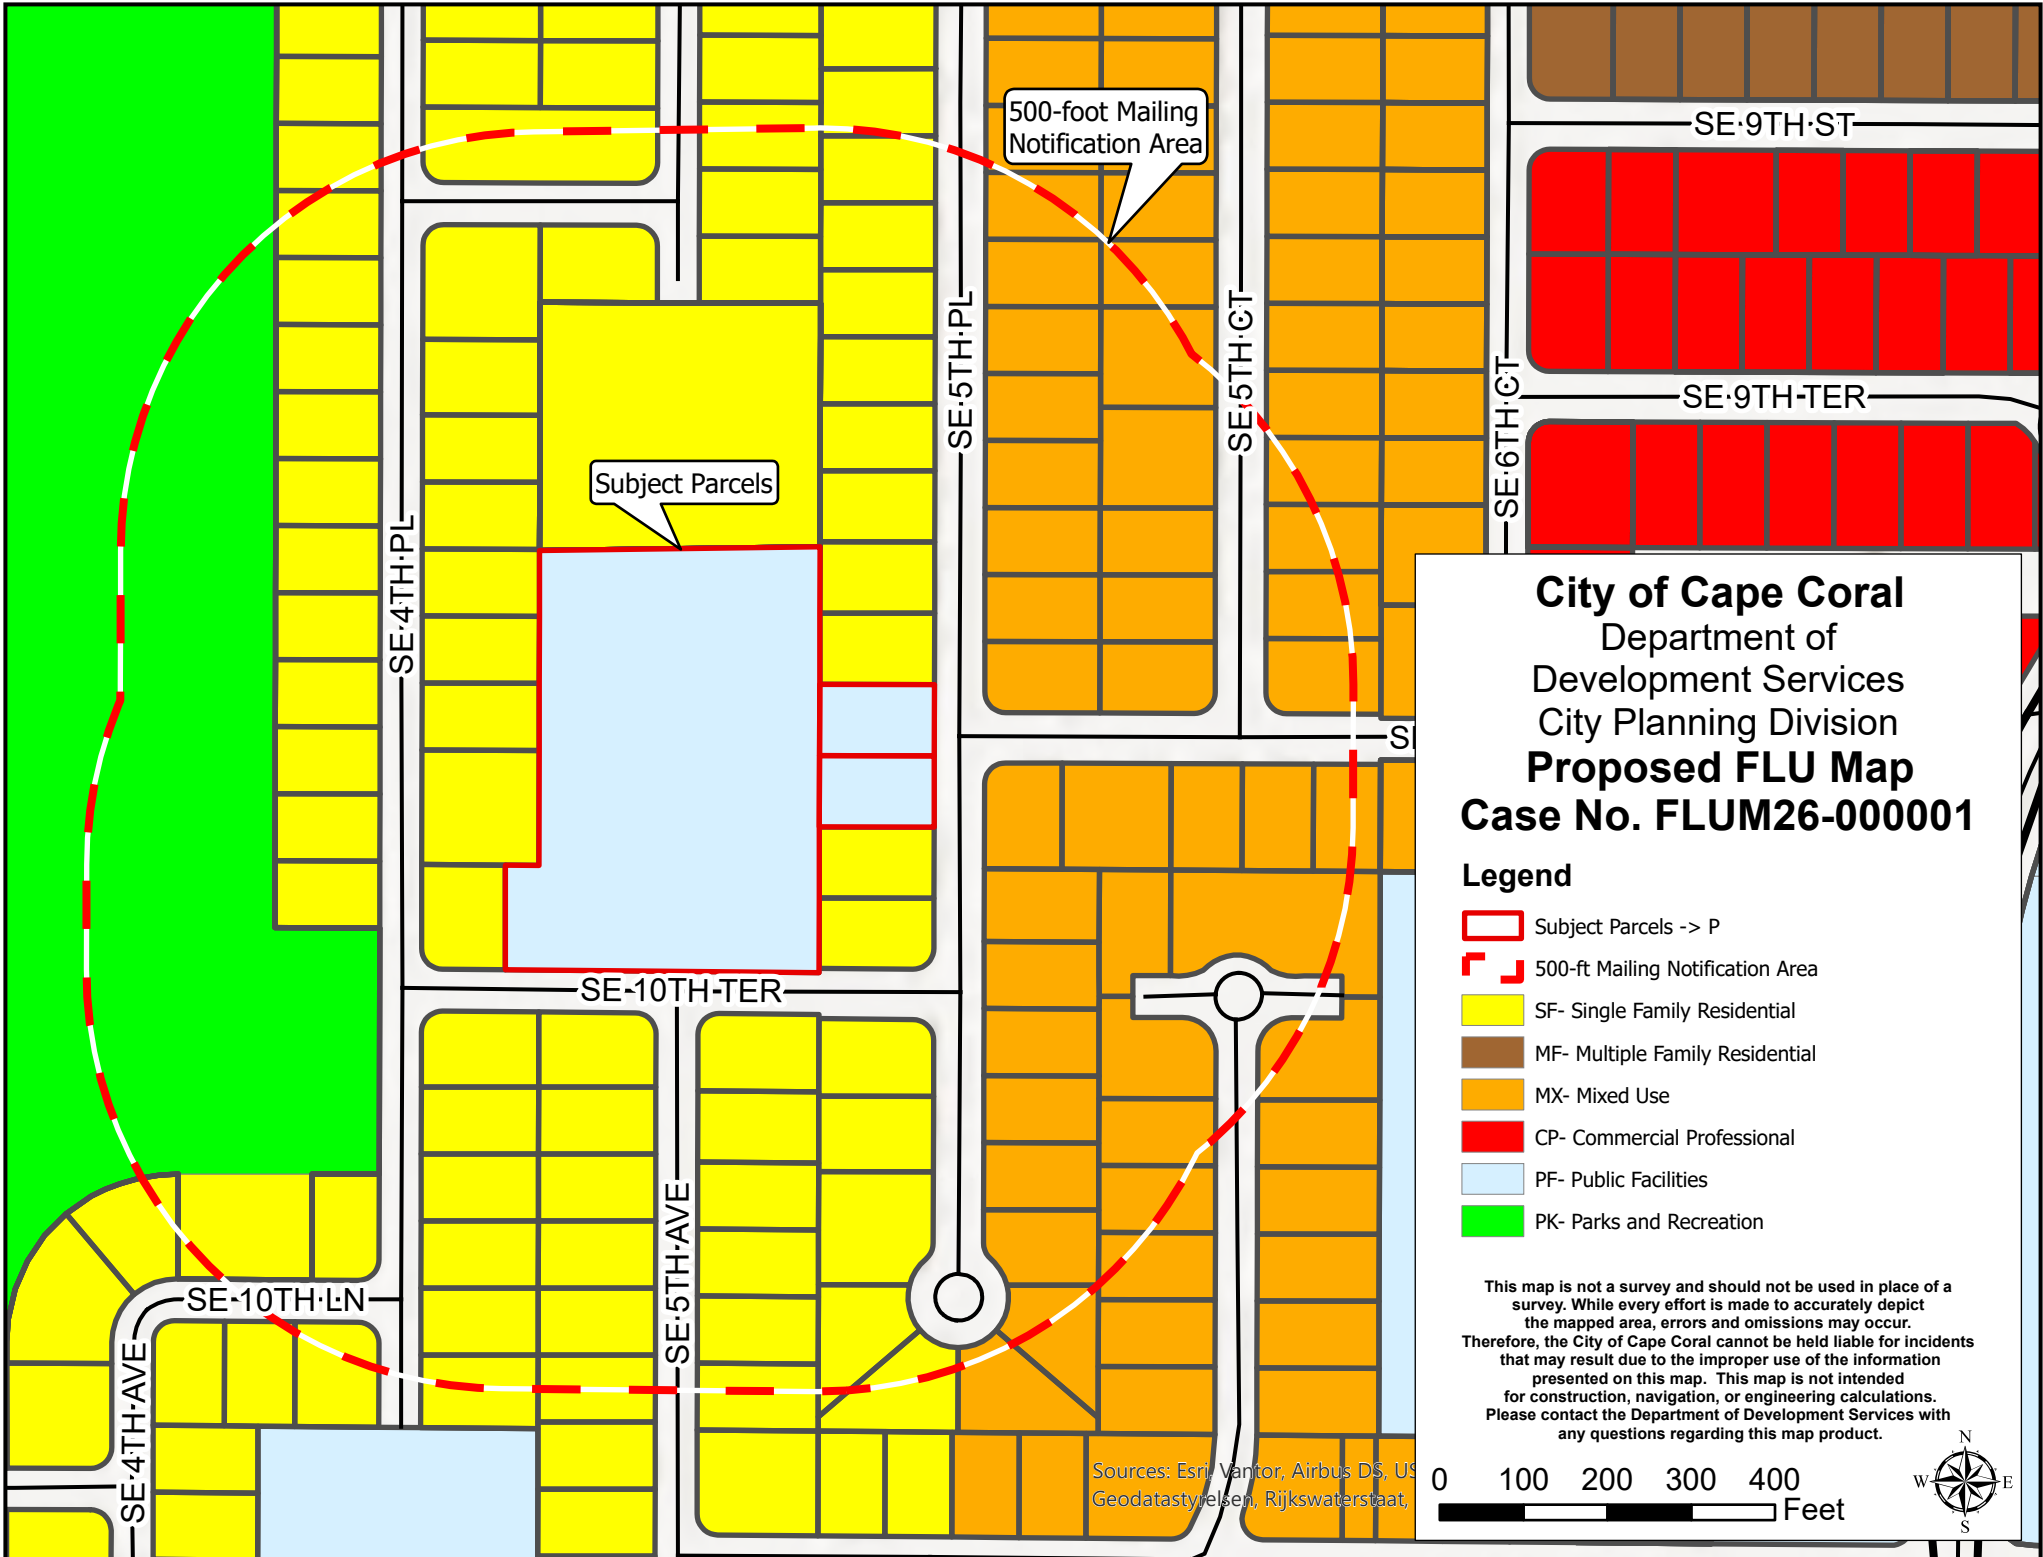 500-foot Mailing
Notification Area
SE 9TH ST
SE 5TH PL
SE 5TH CT
SE 6TH CT
SE 9TH TER
Subject Parcels
SE 4TH PL
SE 10TH TER
SE 5TH AVE
SE 10TH LN
SE 4TH AVE
City of Cape Coral
Department of
Development Services
City Planning Division
Proposed FLU Map
Case No. FLUM26-000001
Legend
Subject Parcels -> P
500-ft Mailing Notification Area
SF- Single Family Residential
MF- Multiple Family Residential
MX- Mixed Use
CP- Commercial Professional
PF- Public Facilities
PK- Parks and Recreation
This map is not a survey and should not be used in place of a
survey. While every effort is made to accurately depict
the mapped area, errors and omissions may occur.
Therefore, the City of Cape Coral cannot be held liable for incidents
that may result due to the improper use of the information
presented on this map. This map is not intended
for construction, navigation, or engineering calculations.
Please contact the Department of Development Services with
any questions regarding this map product.
N
W E
S
0 100 200 300 400
Feet
Sources: Esri, Vantor, Airbus DS, US
Geodatastyrelsen, Rijkswaterstaat,